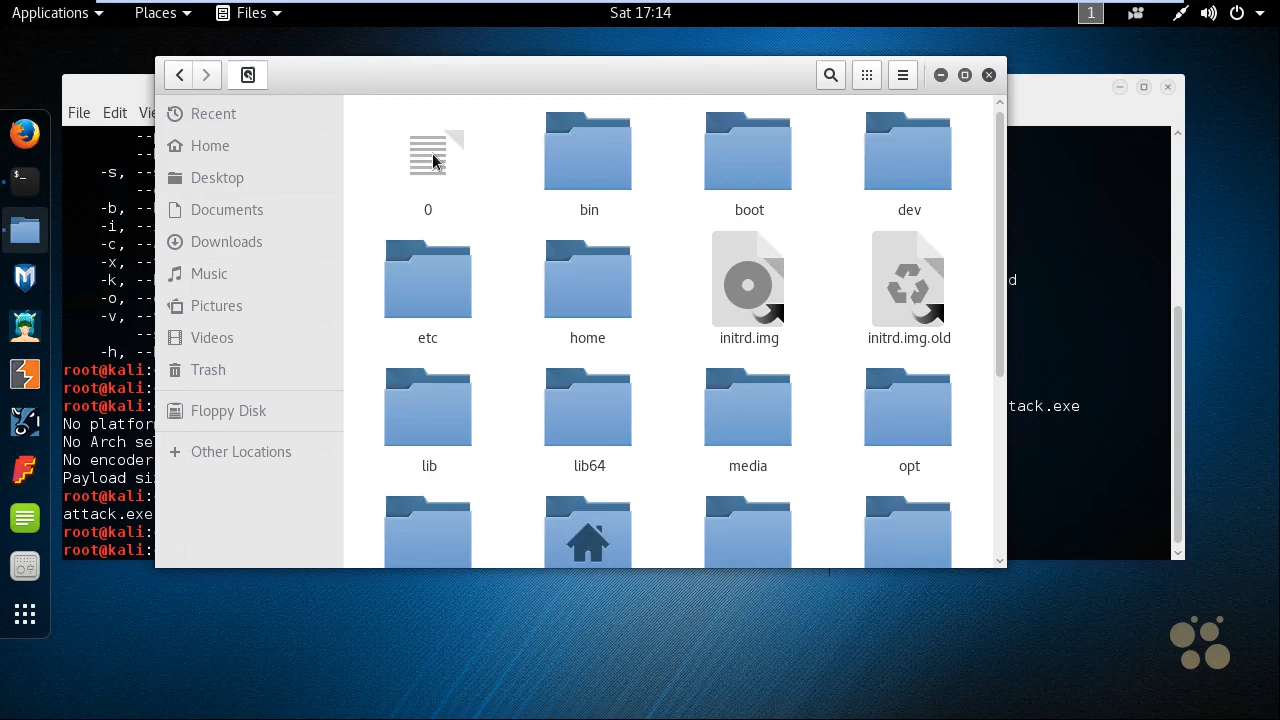 Applications Places Files Sat 17:14 1
File Edit Vie
-s, --
-b, --
-i, --
-c, --
-x, --
-k, --
-o, --
-v, --
-h, --
d
root@kali:
root@kali:
root@kali: tack.exe
No platfor
No Arch se
No encoder
Payload si
root@kali:
attack.exe
root@kali:
root@kali:
Recent
Home
Desktop
Documents
Downloads
Music
Pictures
Videos
Trash
Floppy Disk
Other Locations
0 bin boot dev
etc home initrd.img initrd.img.old
lib lib64 media opt